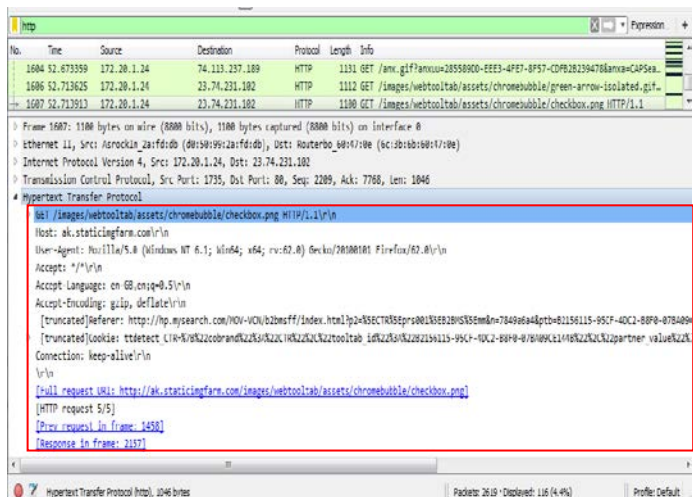 http
Expression...
+
No. Time Source Destination Protocol Length Info
1604 52.673359 172.20.1.24 74.113.237.189 HTTP 1131 GET
1606 52.713625 172.20.1.24 23.74.231.102 HTTP 1112 GET /images/webtooltab/assets/chromebubble/green-arrow-isolated.gif…
1607 52.713913 172.20.1.24 23.74.231.102 HTTP 1100 GET /images/webtooltab/assets/chromebubble/checkbox.png HTTP/1.1
Frame 1607: 1100 bytes on wire (8800 bits), 1100 bytes captured (8800 bits) on interface 0
Ethernet II, Src: AsrockIn_2a:fd:db (d0:50:99:2a:fd:db), Dst: Routerbo_60:47:0e (6c:3b:6b:60:47:0e)
Internet Protocol Version 4, Src: 172.20.1.24, Dst: 23.74.231.102
Transmission Control Protocol, Src Port: 1735, Dst Port: 80, Seq: 2209, Ack: 7768, Len: 1046
Hypertext Transfer Protocol
GET /images/webtooltab/assets/chromebubble/checkbox.png HTTP/1.1\r\n
Host: ak.staticimgfarm.com\r\n
User-Agent: Mozilla/5.0 (Windows NT 6.1; Win64; x64; rv:62.0) Gecko/20100101 Firefox/62.0\r\n
Accept: */*\r\n
Accept-Language: en-GB,en;q=0.5\r\n
Accept-Encoding: gzip, deflate\r\n
[truncated]Referer:
[truncated]Cookie:
Connection: keep-alive\r\n
\r\n
[Full request URI: http://ak.staticimgfarm.com/images/webtooltab/assets/chromebubble/checkbox.png]
[HTTP request 5/5]
[Prev request in frame: 1458]
[Response in frame: 2157]
Hypertext Transfer Protocol (http), 1046 bytes
Packets: 2619 · Displayed: 116 (4.4%)
Profile: Default